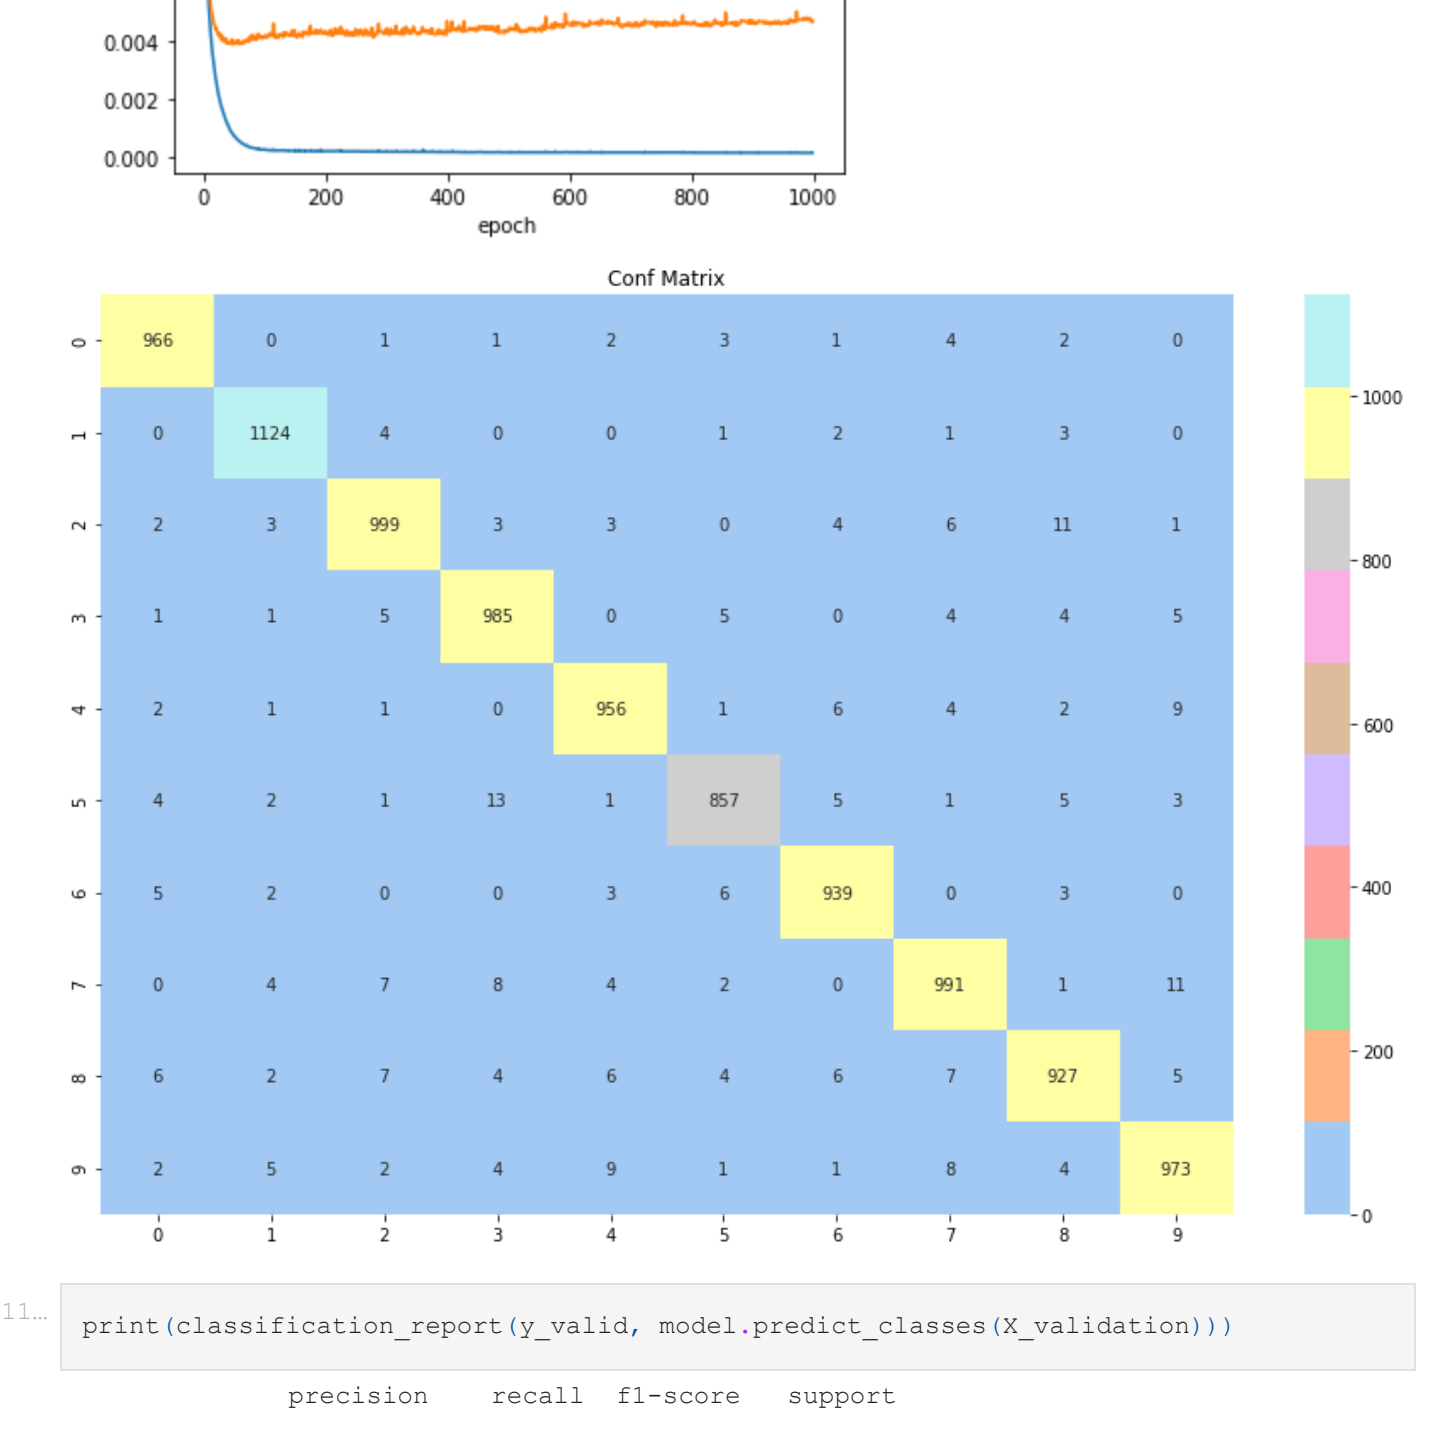 0.004
0.002
0.000
0 200 400 600 800 1000
epoch
Conf Matrix
0 966 0 1 1 2 3 1 4 2 0
1 0 1124 4 0 0 1 2 1 3 0
2 2 3 999 3 3 0 4 6 11 1
3 1 1 5 985 0 5 0 4 4 5
4 2 1 1 0 956 1 6 4 2 9
5 4 2 1 13 1 857 5 1 5 3
6 5 2 0 0 3 6 939 0 3 0
7 0 4 7 8 4 2 0 991 1 11
8 6 2 7 4 6 4 6 7 927 5
9 2 5 2 4 9 1 1 8 4 973
0 1 2 3 4 5 6 7 8 9
1000
800
600
400
200
0
11…
print(classification_report(y_valid, model.predict_classes(X_validation)))
precision recall f1-score support